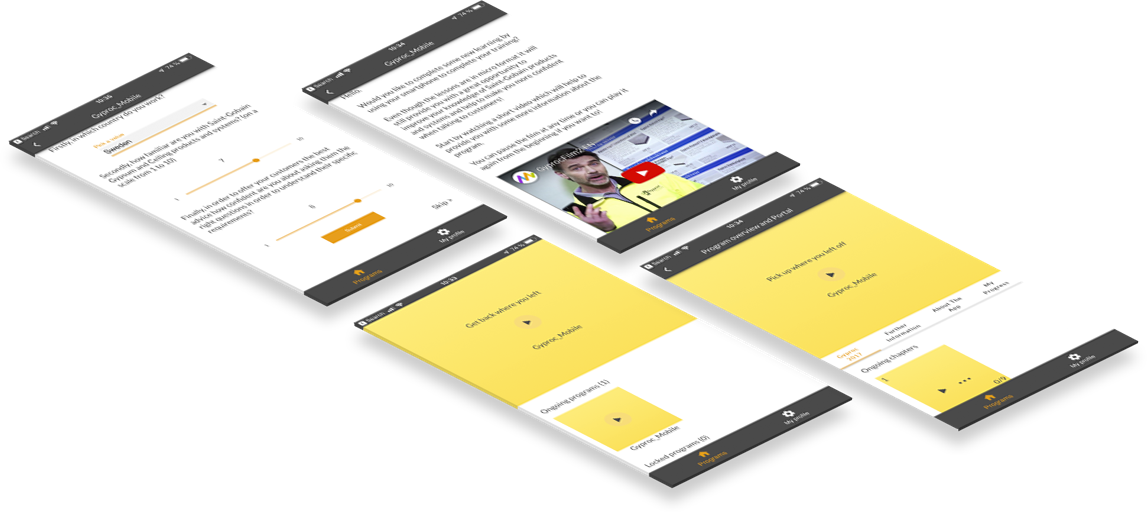 Search
10:35
74 %
Gyproc_Mobile
Firstly, in which country do you work?
Pick a value
Sweden
Secondly, how familiar are you with Saint-Gobain
Gypsum and Ceiling products and systems? (on a
scale from 1 to 10)
7
1
10
Finally, in order to offer your customers the best
advice how confident are you about asking them the
right questions in order to understand their specific
requirements?
1
10
Submit
Skip >
Programs
My profile
Search
10:34
74 %
Gyproc_Mobile
Hello,
Would you like to complete some new learning by
using your smartphone to complete your training?
Even though the lessons are in micro format it will
still provide you with a great opportunity to
improve your knowledge of Saint-Gobain products
and systems and help to make you more confident
when talking to customers!
Start by watching a short video which will help to
provide you with some more information about the
program.
You can pause the film at any time or you can play it
again from the beginning if you want to!
Programs
My profile
Search
10:33
74 %
Get back where you left
Gyproc_Mobile
Ongoing programs (1)
Gyproc_Mobile
Locked programs (0)
Programs
My profile
Search
10:34
74 %
Program overview and Portal
Pick up where you left off
Gyproc_Mobile
Gyproc
2017
Further
information
About The
App
My
Progress
Ongoing chapters
1
0/9
Programs
My profile